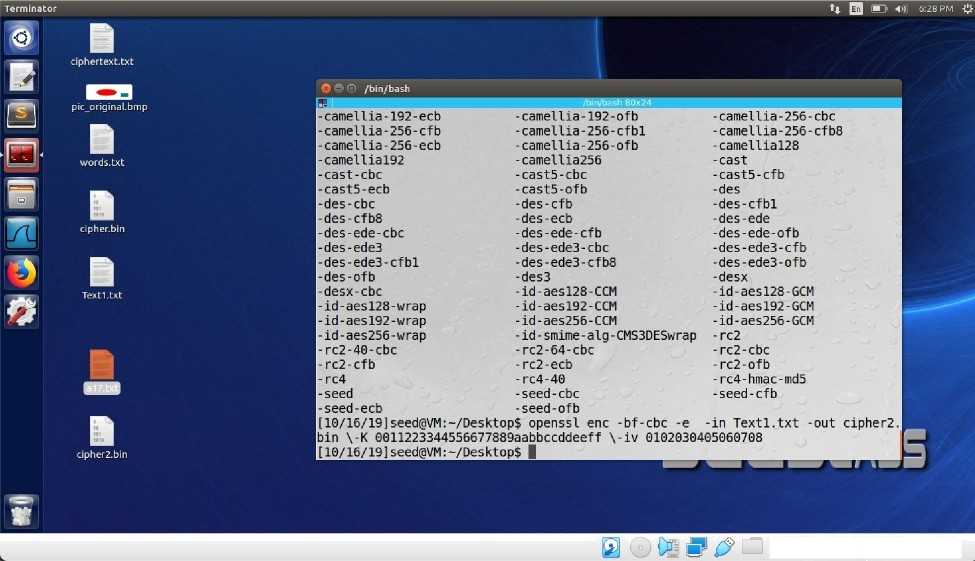 Terminator
En
6:28 PM
ciphertext.txt
pic_original.bmp
words.txt
cipher.bin
Text1.txt
a17.txt
cipher2.bin
/bin/bash
/bin/bash 80x24
-camellia-192-ecb -camellia-192-ofb -camellia-256-cbc
-camellia-256-cfb -camellia-256-cfb1 -camellia-256-cfb8
-camellia-256-ecb -camellia-256-ofb -camellia128
-camellia192 -camellia256 -cast
-cast-cbc -cast5-cbc -cast5-cfb
-cast5-ecb -cast5-ofb -des
-des-cbc -des-cfb -des-cfb1
-des-cfb8 -des-ecb -des-ede
-des-ede-cbc -des-ede-cfb -des-ede-ofb
-des-ede3 -des-ede3-cbc -des-ede3-cfb
-des-ede3-cfb1 -des-ede3-cfb8 -des-ede3-ofb
-des-ofb -des3 -desx
-desx-cbc -id-aes128-CCM -id-aes128-GCM
-id-aes128-wrap -id-aes192-CCM -id-aes192-GCM
-id-aes192-wrap -id-aes256-CCM -id-aes256-GCM
-id-aes256-wrap -id-smime-alg-CMS3DESwrap -rc2
-rc2-40-cbc -rc2-64-cbc -rc2-cbc
-rc2-cfb -rc2-ecb -rc2-ofb
-rc4 -rc4-40 -rc4-hmac-md5
-seed -seed-cbc -seed-cfb
-seed-ecb -seed-ofb
[10/16/19]seed@VM:~/Desktop$ openssl enc -bf-cbc -e  -in Text1.txt -out cipher2.
bin \-K 0011223344556677889aabbccddeeff \-iv 0102030405060708
[10/16/19]seed@VM:~/Desktop$